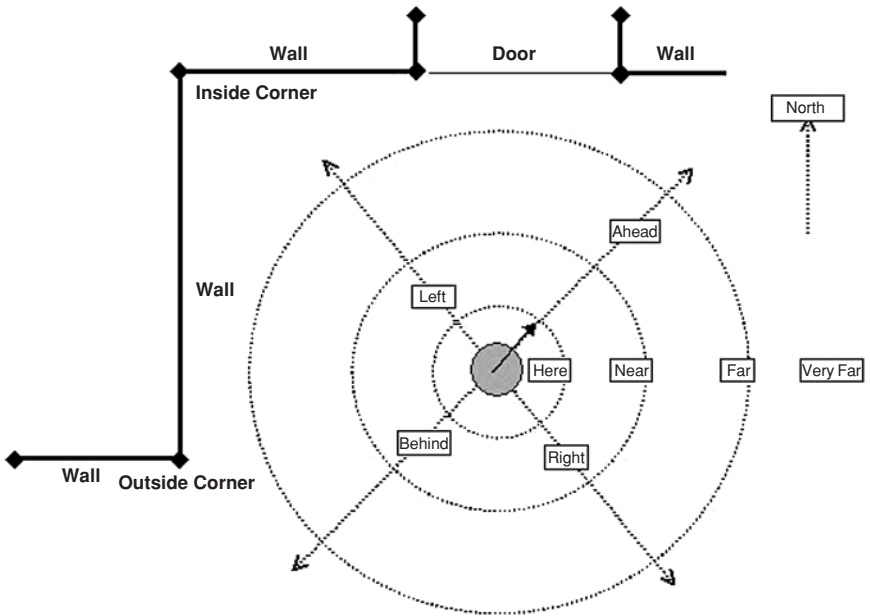 Wall
Door
Wall
Inside Corner
North
Ahead
Wall
Left
Here
Near
Far
Very Far
Behind
Right
Wall
Outside Corner